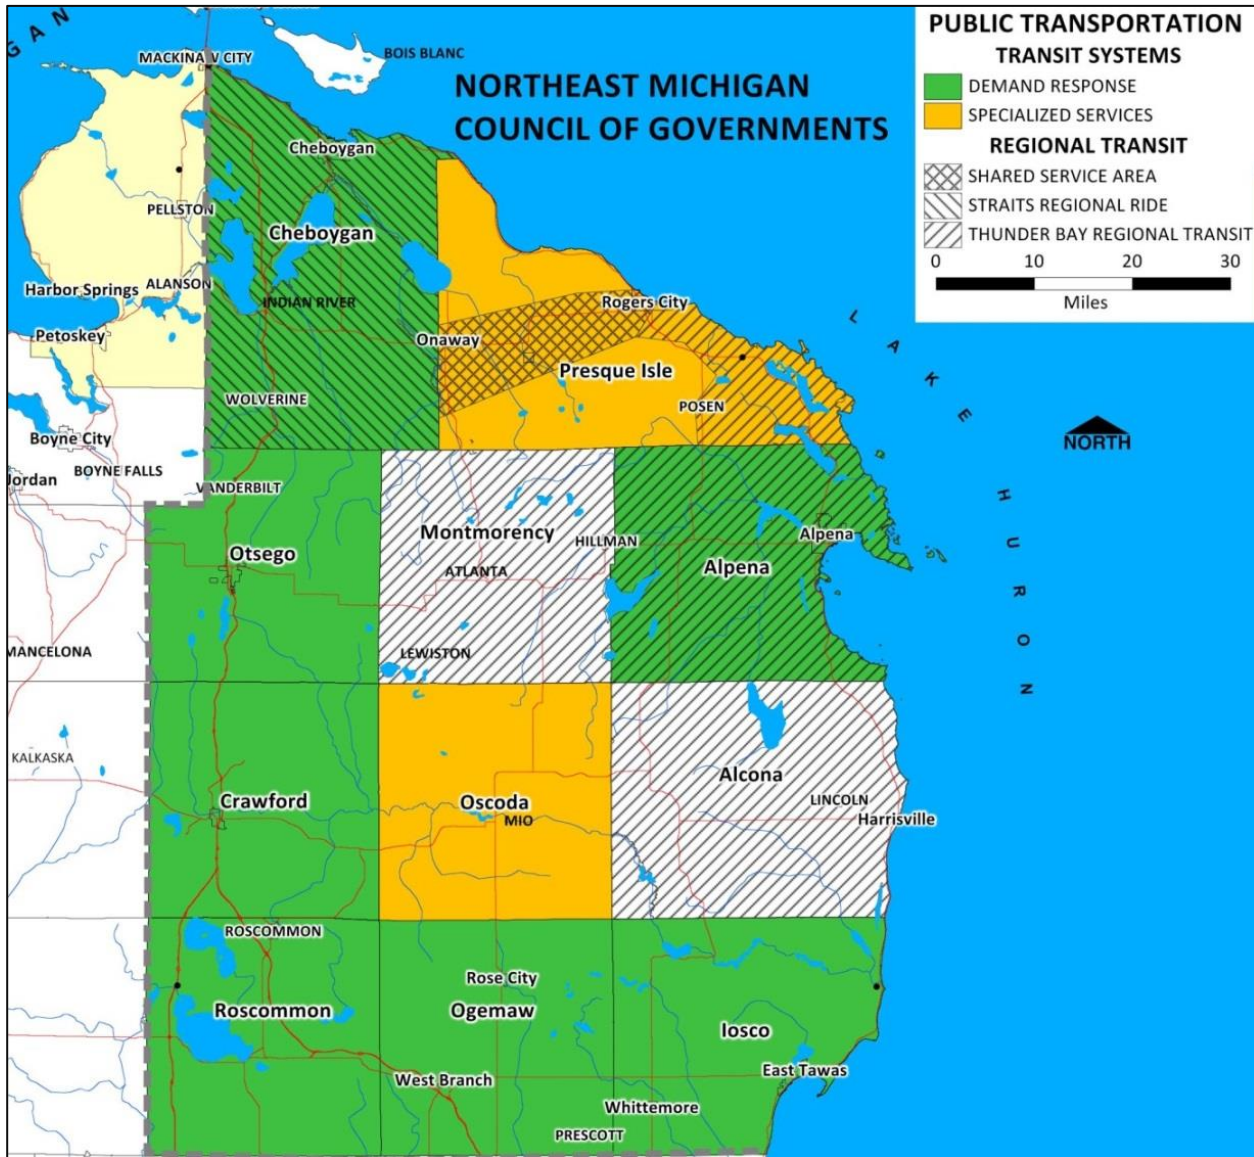 GAN
MACKINAW CITY
BOIS BLANC
NORTHEAST MICHIGAN
COUNCIL OF GOVERNMENTS
PUBLIC TRANSPORTATION
TRANSIT SYSTEMS
DEMAND RESPONSE
SPECIALIZED SERVICES
REGIONAL TRANSIT
SHARED SERVICE AREA
STRAITS REGIONAL RIDE
THUNDER BAY REGIONAL TRANSIT
0 10 20 30
Miles
Cheboygan
PELLSTON
Cheboygan
Harbor Springs
ALANSON
INDIAN RIVER
Rogers City
Petoskey
Onaway
Presque Isle
LAKE HURON
WOLVERINE
POSEN
Boyne City
NORTH
BOYNE FALLS
Jordan
VANDERBILT
Montmorency
HILLMAN
Alpena
Otsego
ATLANTA
Alpena
MANCELONA
LEWISTON
KALKASKA
Crawford
Oscoda
MIO
Alcona
LINCOLN
Harrisville
ROSCOMMON
Rose City
Roscommon
Ogemaw
Iosco
East Tawas
West Branch
Whittemore
PRESCOTT